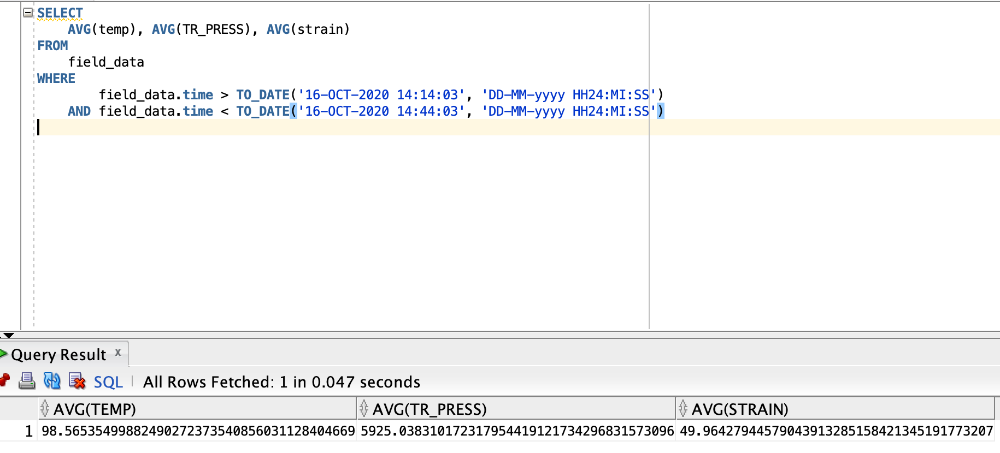 SELECT
AVG(temp), AVG(TR_PRESS), AVG(strain)
FROM
field_data
WHERE
field_data.time > TO_DATE('16-OCT-2020 14:14:03', 'DD-MM-yyyy HH24:MI:SS')
AND field_data.time < TO_DATE('16-OCT-2020 14:44:03', 'DD-MM-yyyy HH24:MI:SS')
Query Result x
SQL | All Rows Fetched: 1 in 0.047 seconds
AVG(TEMP) AVG(TR_PRESS) AVG(STRAIN)
1 98.5653549988249027237354085603112840466​9 5925.03831017231795441912173429683157309​6 49.9642794457904391328515842134519177320​7